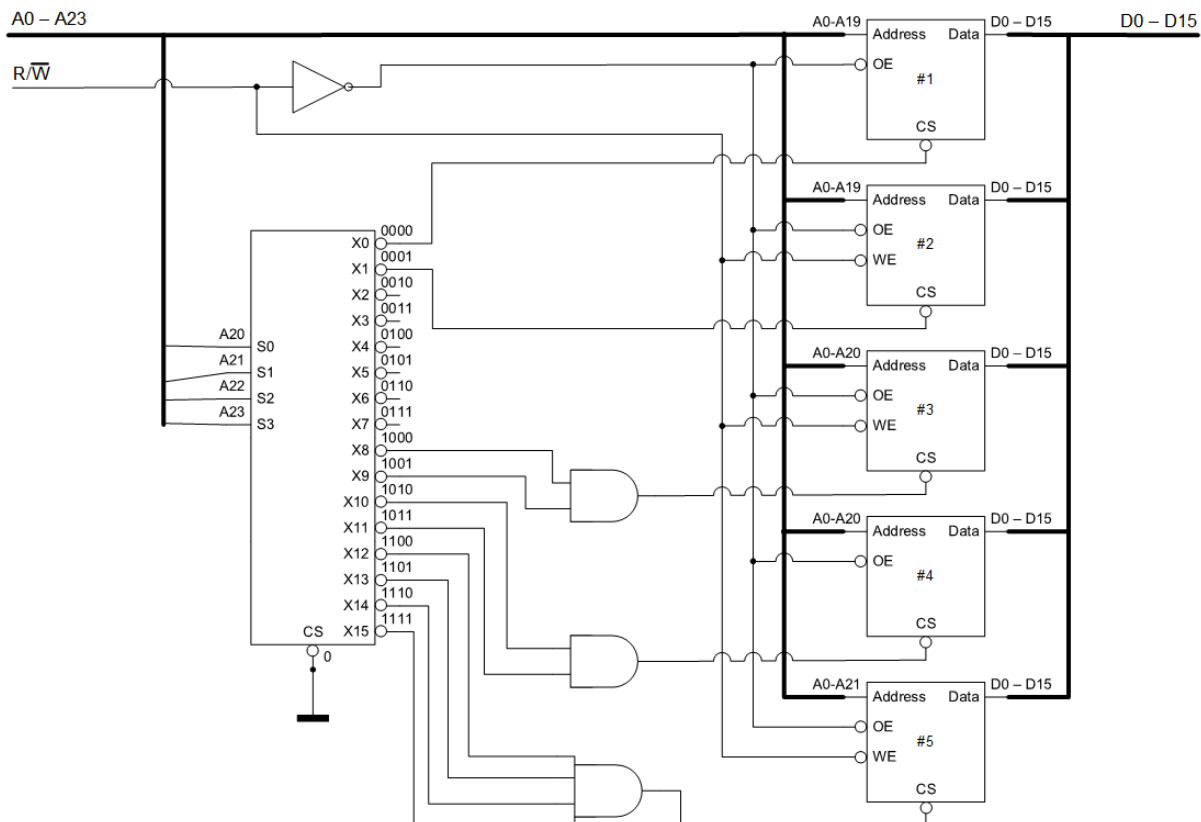 A0 – A23
D0 – D15
R/W̅
A0-A19
D0 – D15
Address Data
OE
#1
CS
A0-A19
D0 – D15
Address Data
OE
#2
WE
CS
A0-A20
D0 – D15
Address Data
OE
#3
WE
CS
A0-A20
D0 – D15
Address Data
OE
#4
CS
A0-A21
D0 – D15
Address Data
OE
#5
WE
CS
A20
S0
A21
S1
A22
S2
A23
S3
X0 0000
X1 0001
X2 0010
X3 0011
X4 0100
X5 0101
X6 0110
X7 0111
X8 1000
X9 1001
X10 1010
X11 1011
X12 1100
X13 1101
X14 1110
X15 1111
CS
0